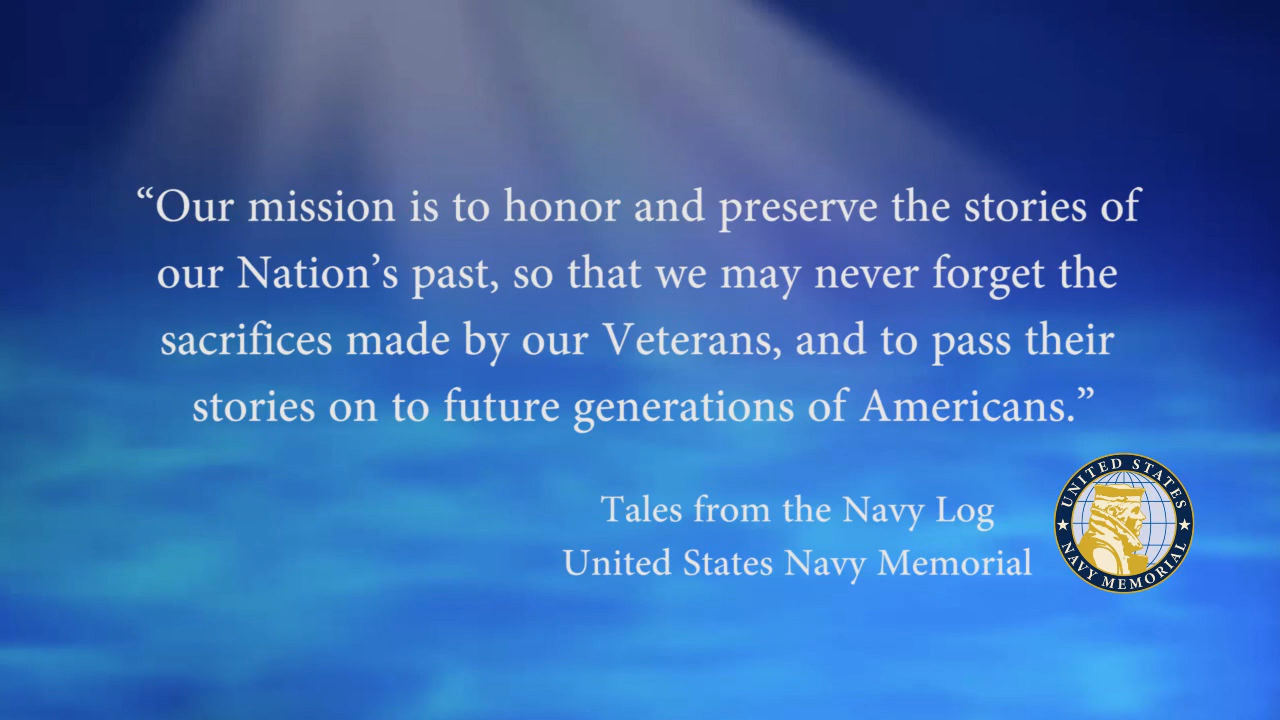 “Our mission is to honor and preserve the stories of
our Nation’s past, so that we may never forget the
sacrifices made by our Veterans, and to pass their
stories on to future generations of Americans.”
Tales from the Navy Log
United States Navy Memorial
UNITED STATES
NAVY MEMORIAL